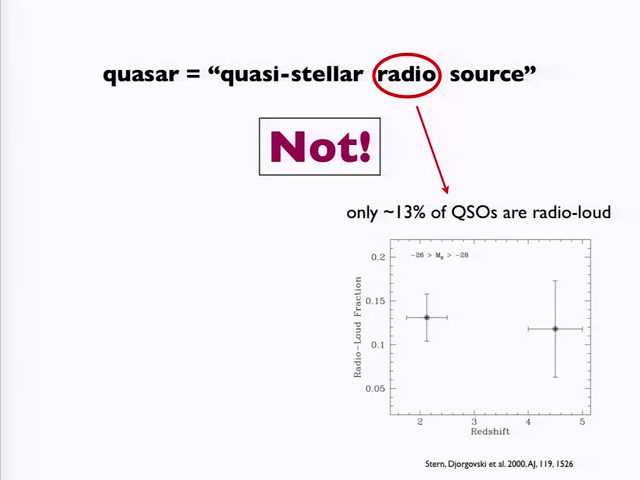 quasar = “quasi-stellar radio source”
Not!
only ~13% of QSOs are radio-loud
−26 > M_B > −28
Radio−Loud Fraction
0.2
0.15
0.1
0.05
2 3 4 5
Redshift
Stern, Djorgovski et al. 2000, AJ, 119, 1526